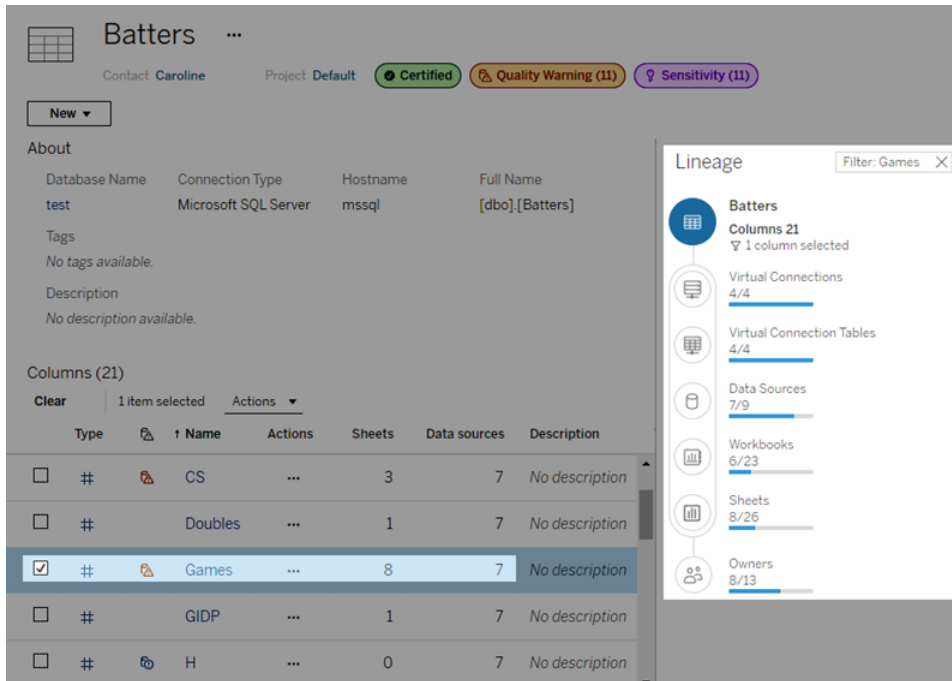 Batters ...
Contact Caroline Project Default Certified Quality Warning (11) Sensitivity (11)
New
About
Database Name Connection Type Hostname Full Name
test Microsoft SQL Server mssql [dbo].[Batters]
Tags
No tags available.
Description
No description available.
Columns (21)
Clear 1 item selected Actions
Type ↑ Name Actions Sheets Data sources Description
# CS ... 3 7 No description
# Doubles ... 1 7 No description
# Games ... 8 7 No description
# GIDP ... 1 7 No description
# H ... 0 7 No description
Lineage Filter: Games X
Batters
Columns 21
1 column selected
Virtual Connections
4/4
Virtual Connection Tables
4/4
Data Sources
7/9
Workbooks
6/23
Sheets
8/26
Owners
8/13